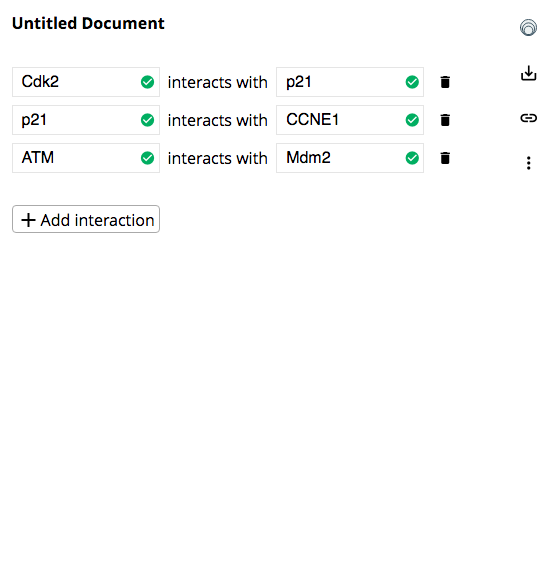 Untitled Document
Cdk2 interacts with p21
p21 interacts with CCNE1
ATM interacts with Mdm2
Add interaction